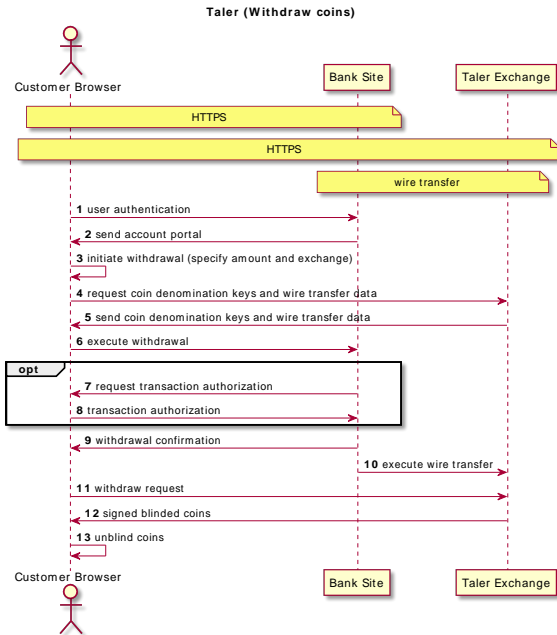 Taler (Withdraw coins)
Customer Browser
Bank Site
Taler Exchange
HTTPS
HTTPS
wire transfer
1 user authentication
2 send account portal
3 initiate withdrawal (specify amount and exchange)
4 request coin denomination keys and wire transfer data
5 send coin denomination keys and wire transfer data
6 execute withdrawal
opt
7 request transaction authorization
8 transaction authorization
9 withdrawal confirmation
10 execute wire transfer
11 withdraw request
12 signed blinded coins
13 unblind coins
Customer Browser
Bank Site
Taler Exchange